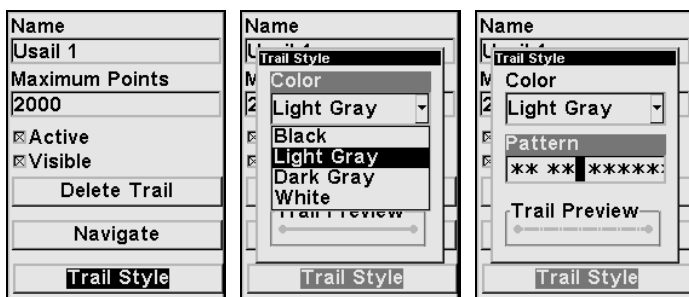 Name
Usail 1
Maximum Points
2000
Active
Visible
Delete Trail
Navigate
Trail Style
Name
Trail Style
Color
Light Gray
Black
Light Gray
Dark Gray
White
Trail Style
Name
Trail Style
Color
Light Gray
Pattern
** ** *****
Trail Preview
Trail Style